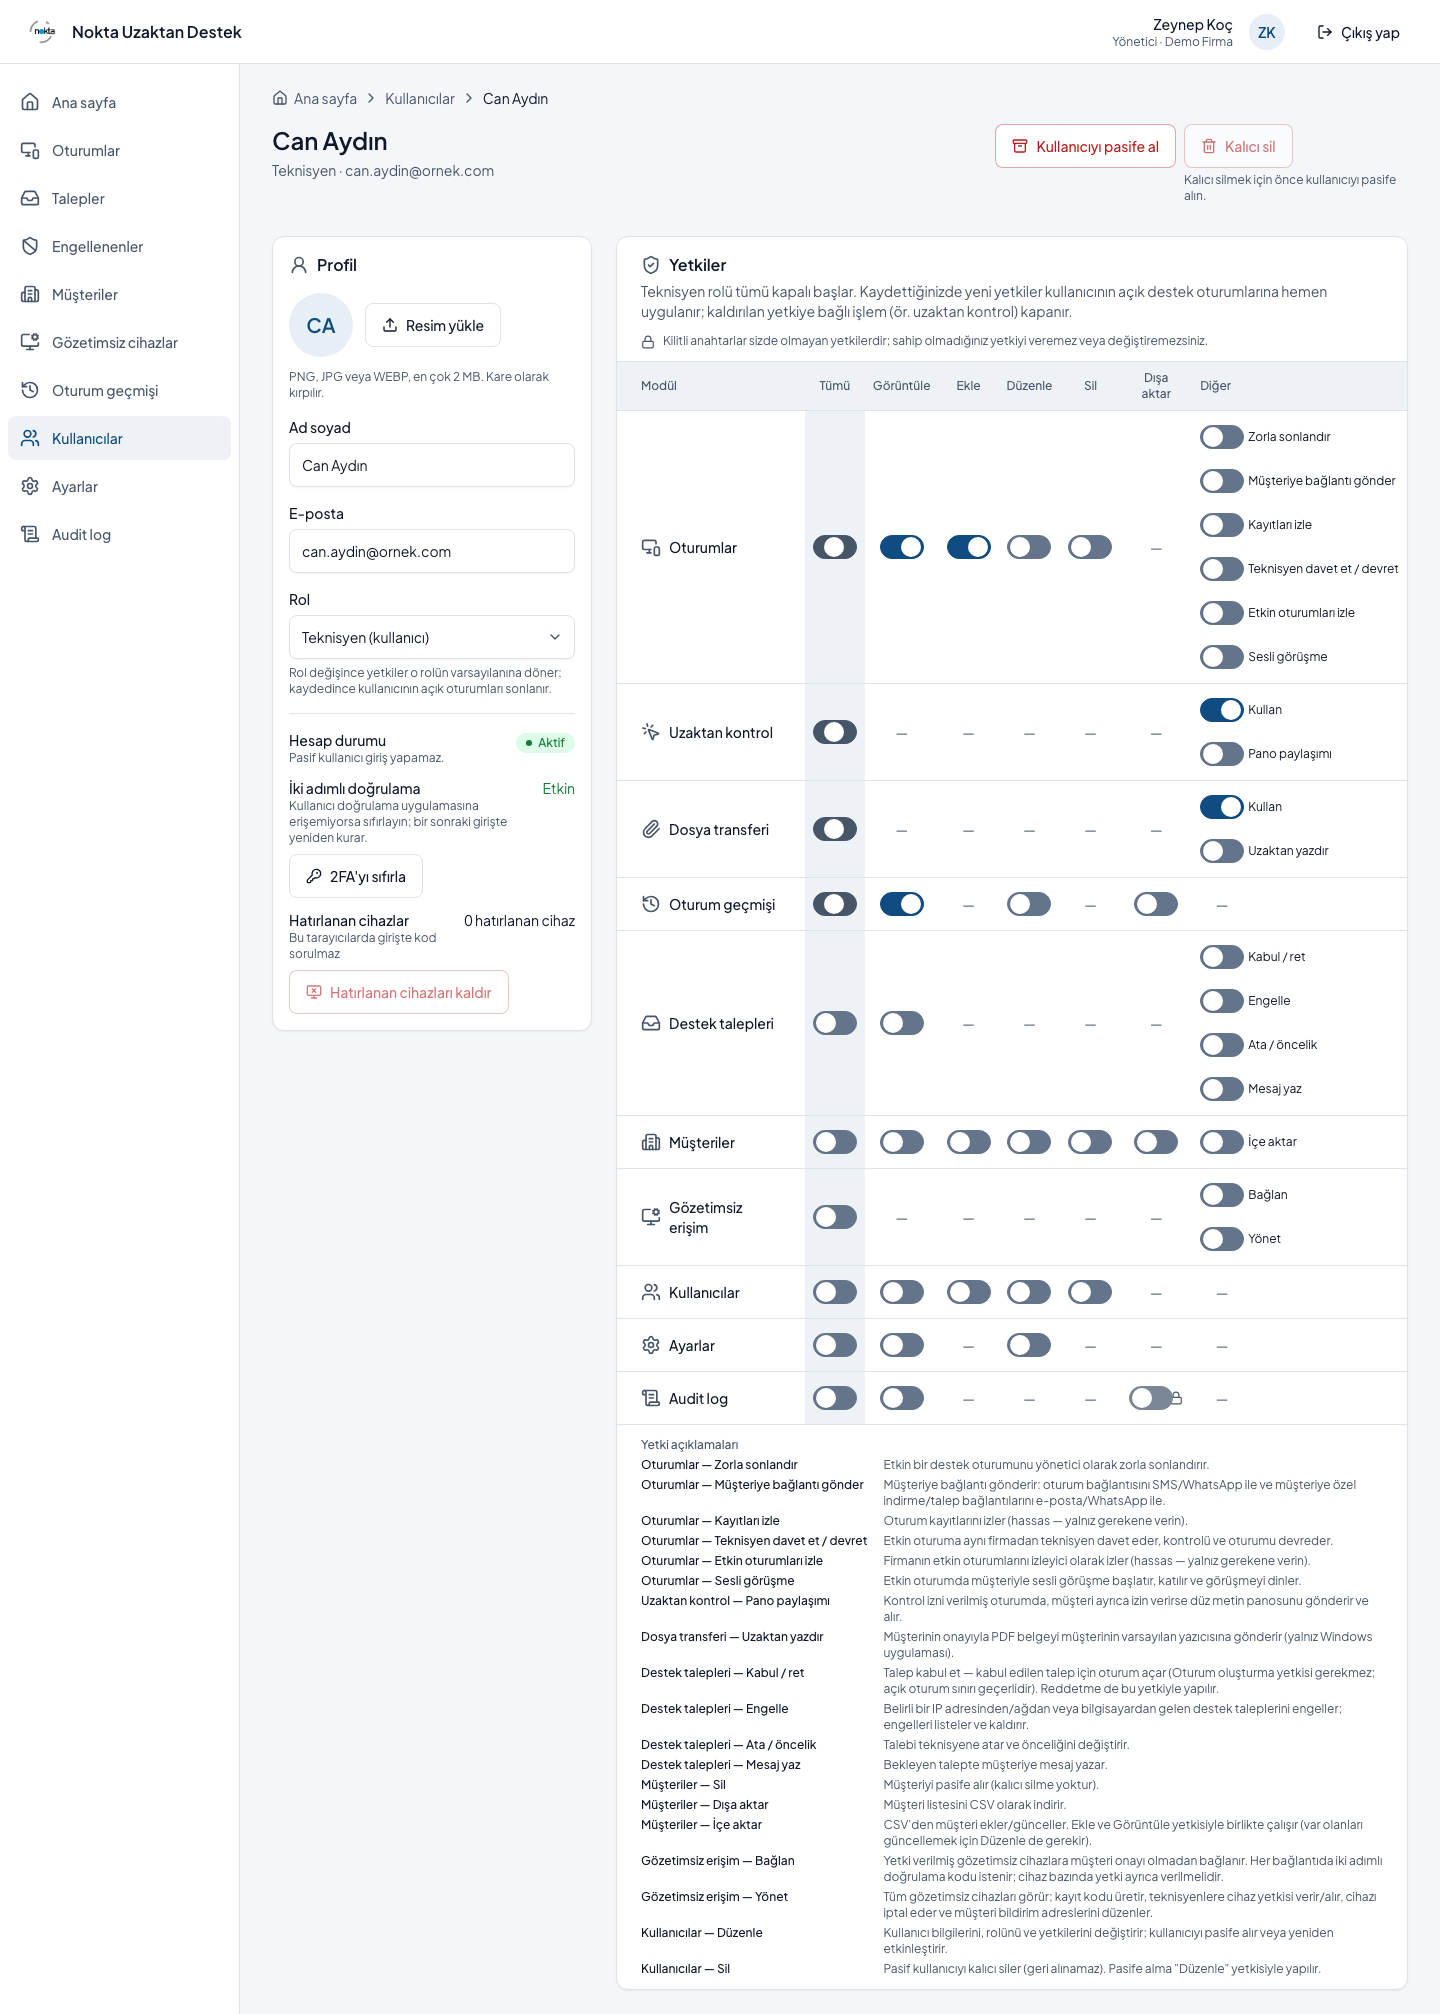 nokta
Nokta Uzaktan Destek
Zeynep Koç
Yönetici · Demo Firma
ZK
Çıkış yap
Ana sayfa
Oturumlar
Talepler
Engellenenler
Müşteriler
Gözetimsiz cihazlar
Oturum geçmişi
Kullanıcılar
Ayarlar
Audit log
Ana sayfa
Kullanıcılar
Can Aydın
Can Aydın
Teknisyen · can.aydin@ornek.com
Kullanıcıyı pasife al
Kalıcı sil
Kalıcı silmek için önce kullanıcıyı pasife
alın.
Profil
CA
Resim yükle
PNG, JPG veya WEBP, en çok 2 MB. Kare olarak
kırpılır.
Ad soyad
Can Aydın
E-posta
can.aydin@ornek.com
Rol
Teknisyen (kullanıcı)
Rol değişince yetkiler o rolün varsayılanına döner;
kaydedince kullanıcının açık oturumları sonlanır.
Hesap durumu
Aktif
Pasif kullanıcı giriş yapamaz.
İki adımlı doğrulama
Etkin
Kullanıcı doğrulama uygulamasına
erişemiyorsa sıfırlayın; bir sonraki girişte
yeniden kurar.
2FA'yı sıfırla
Hatırlanan cihazlar
0 hatırlanan cihaz
Bu tarayıcılarda girişte kod
sorulmaz
Hatırlanan cihazları kaldır
Yetkiler
Teknisyen rolü tümü kapalı başlar. Kaydettiğinizde yeni yetkiler kullanıcının açık destek oturumlarına hemen
uygulanır; kaldırılan yetkiye bağlı işlem (ör. uzaktan kontrol) kapanır.
Kilitli anahtarlar sizde olmayan yetkilerdir; sahip olmadığınız yetkiyi veremez veya değiştiremezsiniz.
Modül
Tümü
Görüntüle
Ekle
Düzenle
Sil
Dışa
aktar
Diğer
Oturumlar
—
Zorla sonlandır
Müşteriye bağlantı gönder
Kayıtları izle
Teknisyen davet et / devret
Etkin oturumları izle
Sesli görüşme
Uzaktan kontrol
— — — — —
Kullan
Pano paylaşımı
Dosya transferi
— — — — —
Kullan
Uzaktan yazdır
Oturum geçmişi
— — —
Destek talepleri
— — — —
Kabul / ret
Engelle
Ata / öncelik
Mesaj yaz
Müşteriler
İçe aktar
Gözetimsiz
erişim
— — — — —
Bağlan
Yönet
Kullanıcılar
— —
Ayarlar
— — — —
Audit log
— — — —
Yetki açıklamaları
Oturumlar — Zorla sonlandır
Etkin bir destek oturumunu yönetici olarak zorla sonlandırır.
Oturumlar — Müşteriye bağlantı gönder
Müşteriye bağlantı gönderir: oturum bağlantısını SMS/WhatsApp ile ve müşteriye özel
indirme/talep bağlantılarını e-posta/WhatsApp ile.
Oturumlar — Kayıtları izle
Oturum kayıtlarını izler (hassas — yalnız gerekene verin).
Oturumlar — Teknisyen davet et / devret
Etkin oturuma aynı firmadan teknisyen davet eder, kontrolü ve oturumu devreder.
Oturumlar — Etkin oturumları izle
Firmanın etkin oturumlarını izleyici olarak izler (hassas — yalnız gerekene verin).
Oturumlar — Sesli görüşme
Etkin oturumda müşteriyle sesli görüşme başlatır, katılır ve görüşmeyi dinler.
Uzaktan kontrol — Pano paylaşımı
Kontrol izni verilmiş oturumda, müşteri ayrıca izin verirse düz metin panosunu gönderir ve
alır.
Dosya transferi — Uzaktan yazdır
Müşterinin onayıyla PDF belgeyi müşterinin varsayılan yazıcısına gönderir (yalnız Windows
uygulaması).
Destek talepleri — Kabul / ret
Talep kabul et — kabul edilen talep için oturum açar (Oturum oluşturma yetkisi gerekmez;
açık oturum sınırı geçerlidir). Reddetme de bu yetkiyle yapılır.
Destek talepleri — Engelle
Belirli bir IP adresinden/ağdan veya bilgisayardan gelen destek taleplerini engeller;
engelleri listeler ve kaldırır.
Destek talepleri — Ata / öncelik
Talebi teknisyene atar ve önceliğini değiştirir.
Destek talepleri — Mesaj yaz
Bekleyen talepte müşteriye mesaj yazar.
Müşteriler — Sil
Müşteriyi pasife alır (kalıcı silme yoktur).
Müşteriler — Dışa aktar
Müşteri listesini CSV olarak indirir.
Müşteriler — İçe aktar
CSV'den müşteri ekler/günceller. Ekle ve Görüntüle yetkisiyle birlikte çalışır (var olanları
güncellemek için Düzenle de gerekir).
Gözetimsiz erişim — Bağlan
Yetki verilmiş gözetimsiz cihazlara müşteri onayı olmadan bağlanır. Her bağlantıda iki adımlı
doğrulama kodu istenir; cihaz bazında yetki ayrıca verilmelidir.
Gözetimsiz erişim — Yönet
Tüm gözetimsiz cihazları görür; kayıt kodu üretir, teknisyenlere cihaz yetkisi verir/alır, cihazı
iptal eder ve müşteri bildirim adreslerini düzenler.
Kullanıcılar — Düzenle
Kullanıcı bilgilerini, rolünü ve yetkilerini değiştirir; kullanıcıyı pasife alır veya yeniden
etkinleştirir.
Kullanıcılar — Sil
Pasif kullanıcıyı kalıcı siler (geri alınamaz). Pasife alma "Düzenle" yetkisiyle yapılır.